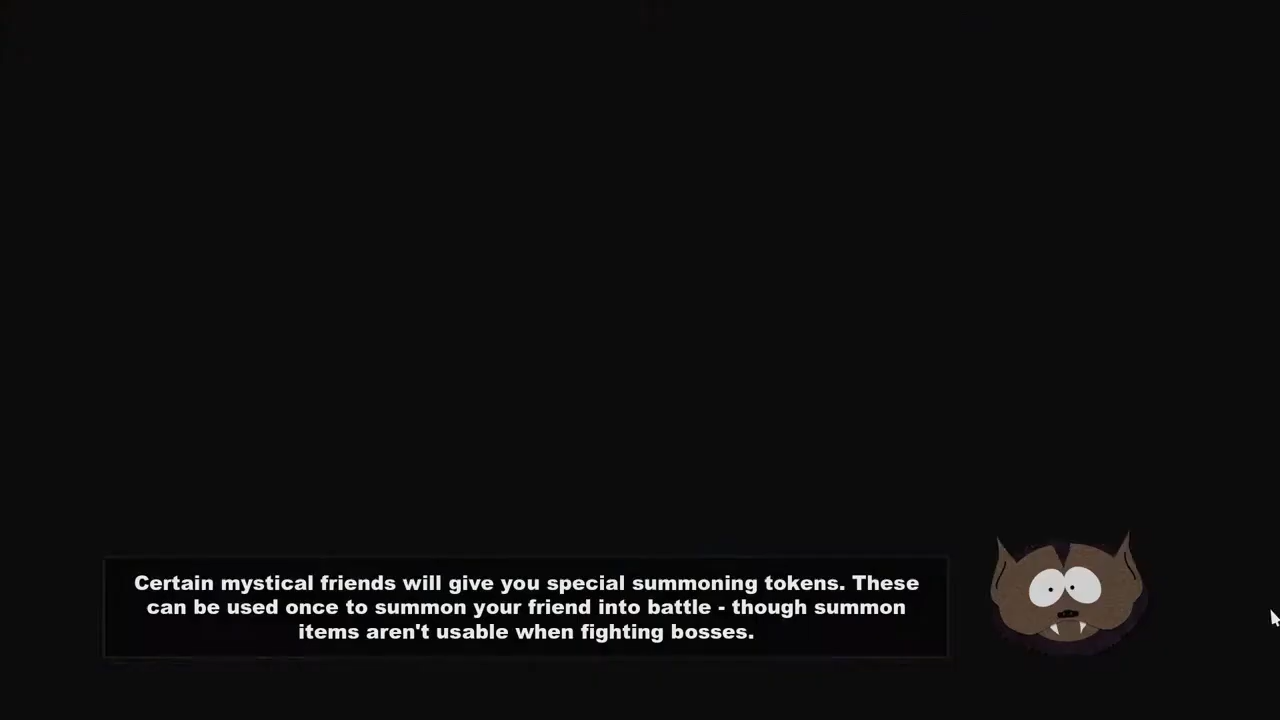 Certain mystical friends will give you special summoning tokens. These
can be used once to summon your friend into battle - though summon
items aren't usable when fighting bosses.